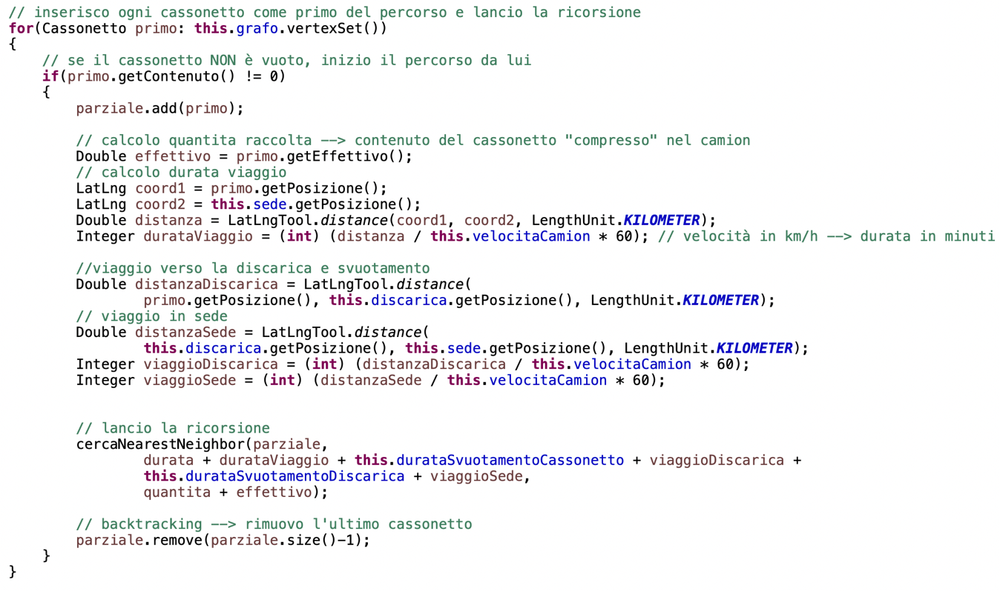 // inserisco ogni cassonetto come primo del percorso e lancio la ricorsione
for(Cassonetto primo: this.grafo.vertexSet())
{
    // se il cassonetto NON è vuoto, inizio il percorso da lui
    if(primo.getContenuto() != 0)
    {
        parziale.add(primo);

        // calcolo quantita raccolta --> contenuto del cassonetto "compresso" nel camion
        Double effettivo = primo.getEffettivo();
        // calcolo durata viaggio
        LatLng coord1 = primo.getPosizione();
        LatLng coord2 = this.sede.getPosizione();
        Double distanza = LatLngTool.distance(coord1, coord2, LengthUnit.KILOMETER);
        Integer durataViaggio = (int) (distanza / this.velocitaCamion * 60); // velocità in km/h --> durata in minuti

        //viaggio verso la discarica e svuotamento
        Double distanzaDiscarica = LatLngTool.distance(
                primo.getPosizione(), this.discarica.getPosizione(), LengthUnit.KILOMETER);
        // viaggio in sede
        Double distanzaSede = LatLngTool.distance(
                this.discarica.getPosizione(), this.sede.getPosizione(), LengthUnit.KILOMETER);
        Integer viaggioDiscarica = (int) (distanzaDiscarica / this.velocitaCamion * 60);
        Integer viaggioSede = (int) (distanzaSede / this.velocitaCamion * 60);


        // lancio la ricorsione
        cercaNearestNeighbor(parziale,
                durata + durataViaggio + this.durataSvuotamentoCassonetto + viaggioDiscarica +
                this.durataSvuotamentoDiscarica + viaggioSede,
                quantita + effettivo);

        // backtracking --> rimuovo l'ultimo cassonetto
        parziale.remove(parziale.size()-1);
    }
}